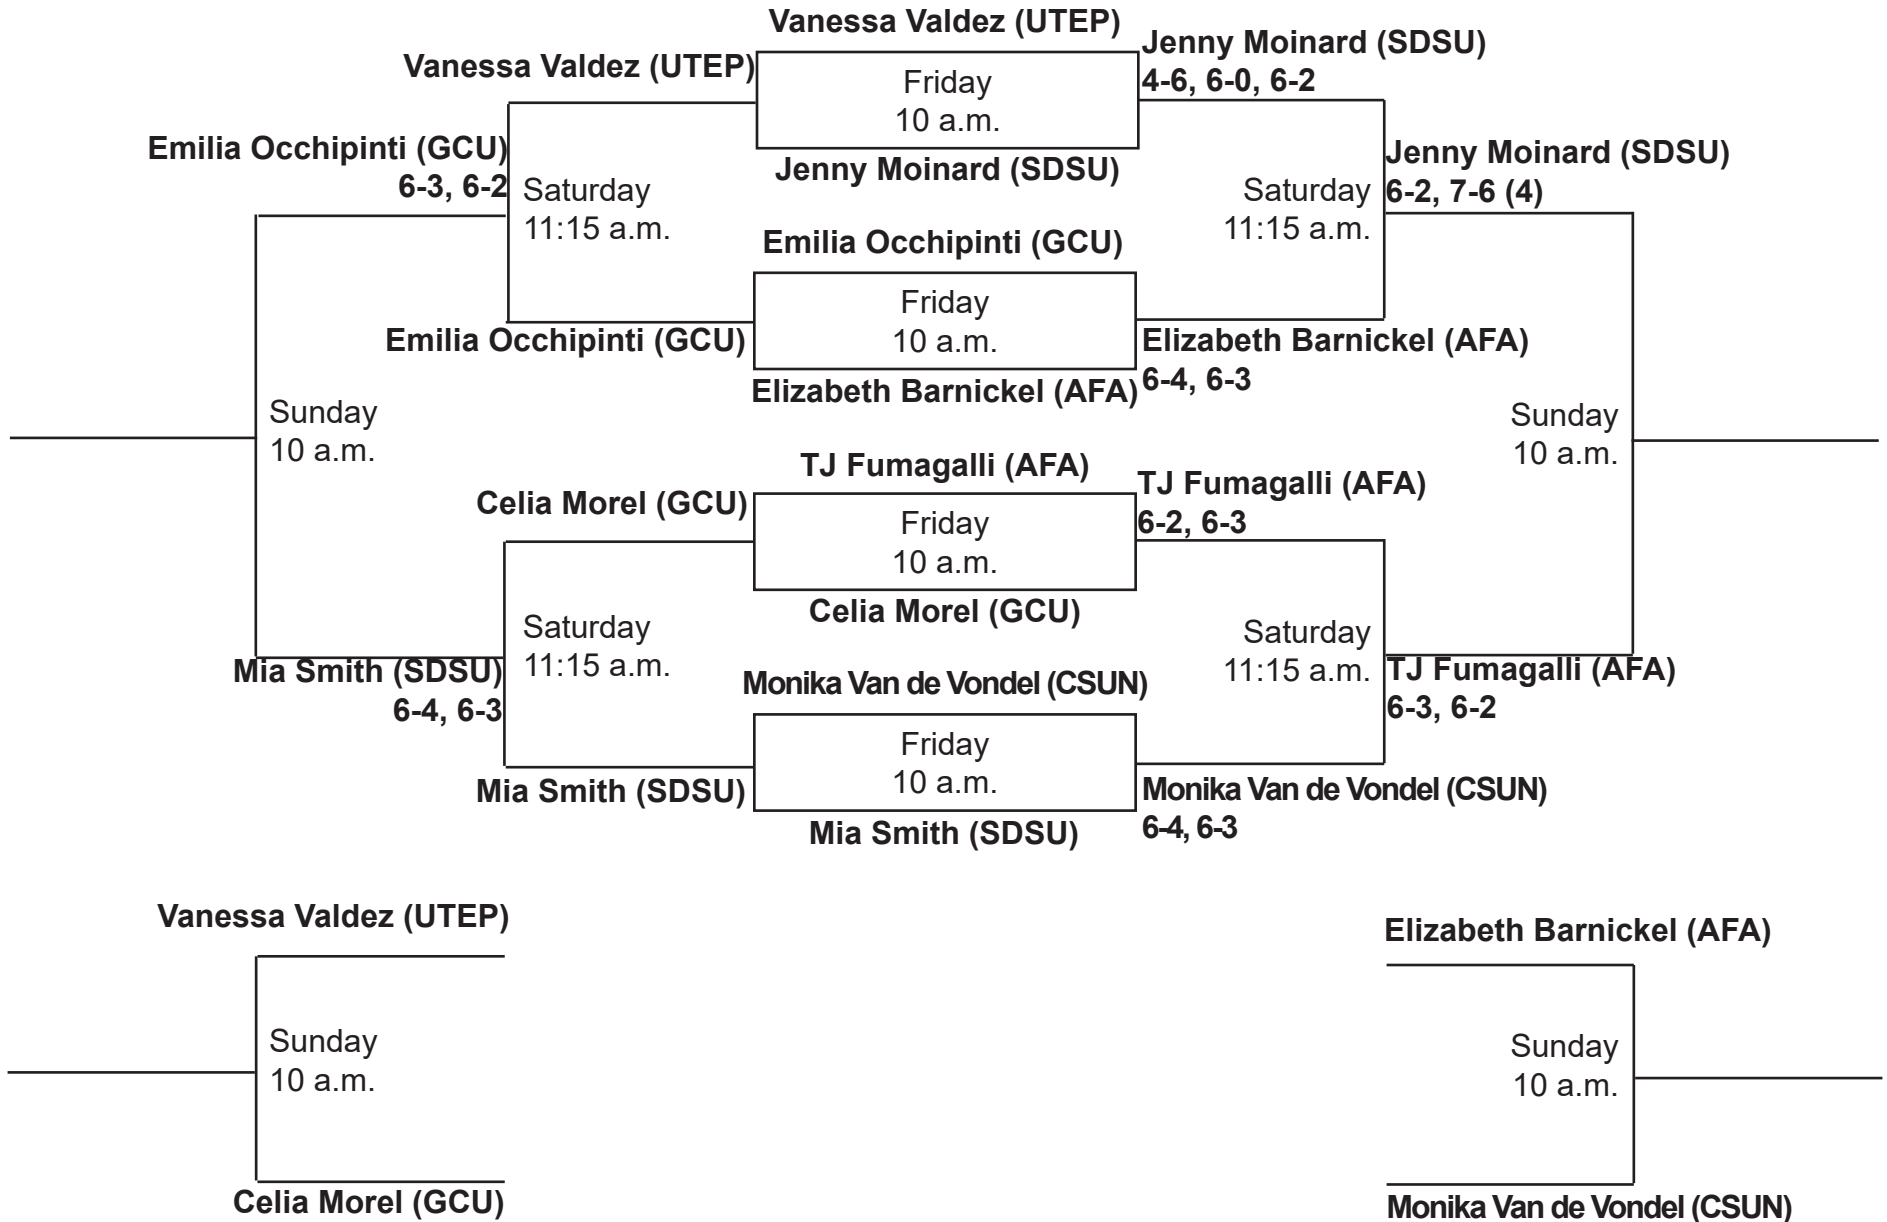 Vanessa Valdez (UTEP)
Jenny Moinard (SDSU)
4-6, 6-0, 6-2
Vanessa Valdez (UTEP)
Friday
10 a.m.
Emilia Occhipinti (GCU)
6-3, 6-2
Jenny Moinard (SDSU)
Jenny Moinard (SDSU)
6-2, 7-6 (4)
Saturday
11:15 a.m.
Saturday
11:15 a.m.
Emilia Occhipinti (GCU)
Friday
10 a.m.
Emilia Occhipinti (GCU)
Elizabeth Barnickel (AFA)
6-4, 6-3
Elizabeth Barnickel (AFA)
Sunday
10 a.m.
Sunday
10 a.m.
TJ Fumagalli (AFA)
TJ Fumagalli (AFA)
6-2, 6-3
Celia Morel (GCU)
Friday
10 a.m.
Celia Morel (GCU)
Saturday
11:15 a.m.
Saturday
11:15 a.m.
Mia Smith (SDSU)
6-4, 6-3
Monika Van de Vondel (CSUN)
TJ Fumagalli (AFA)
6-3, 6-2
Friday
10 a.m.
Mia Smith (SDSU)
Monika Van de Vondel (CSUN)
6-4, 6-3
Mia Smith (SDSU)
Vanessa Valdez (UTEP)
Elizabeth Barnickel (AFA)
Sunday
10 a.m.
Sunday
10 a.m.
Celia Morel (GCU)
Monika Van de Vondel (CSUN)